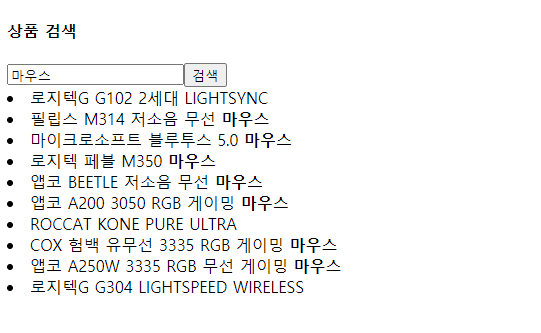 상품 검색
마우스 검색
로지텍G G102 2세대 LIGHTSYNC
필립스 M314 저소음 무선 마우스
마이크로소프트 블루투스 5.0 마우스
로지텍 페블 M350 마우스
앱코 BEETLE 저소음 무선 마우스
앱코 A200 3050 RGB 게이밍 마우스
ROCCAT KONE PURE ULTRA
COX 험백 유무선 3335 RGB 게이밍 마우스
앱코 A250W 3335 RGB 무선 게이밍 마우스
로지텍G G304 LIGHTSPEED WIRELESS